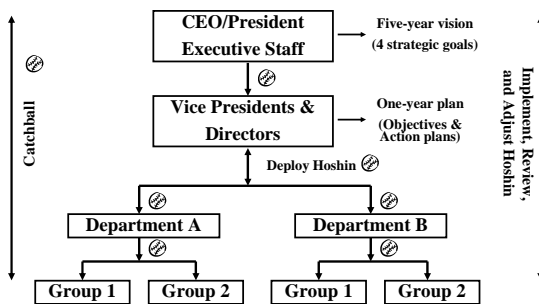 CEO/President
Executive Staff
Five-year vision
(4 strategic goals)
Catchball
Vice Presidents &
Directors
One-year plan
(Objectives &
Action plans)
Implement, Review,
and Adjust Hoshin
Deploy Hoshin
Department A
Department B
Group 1
Group 2
Group 1
Group 2